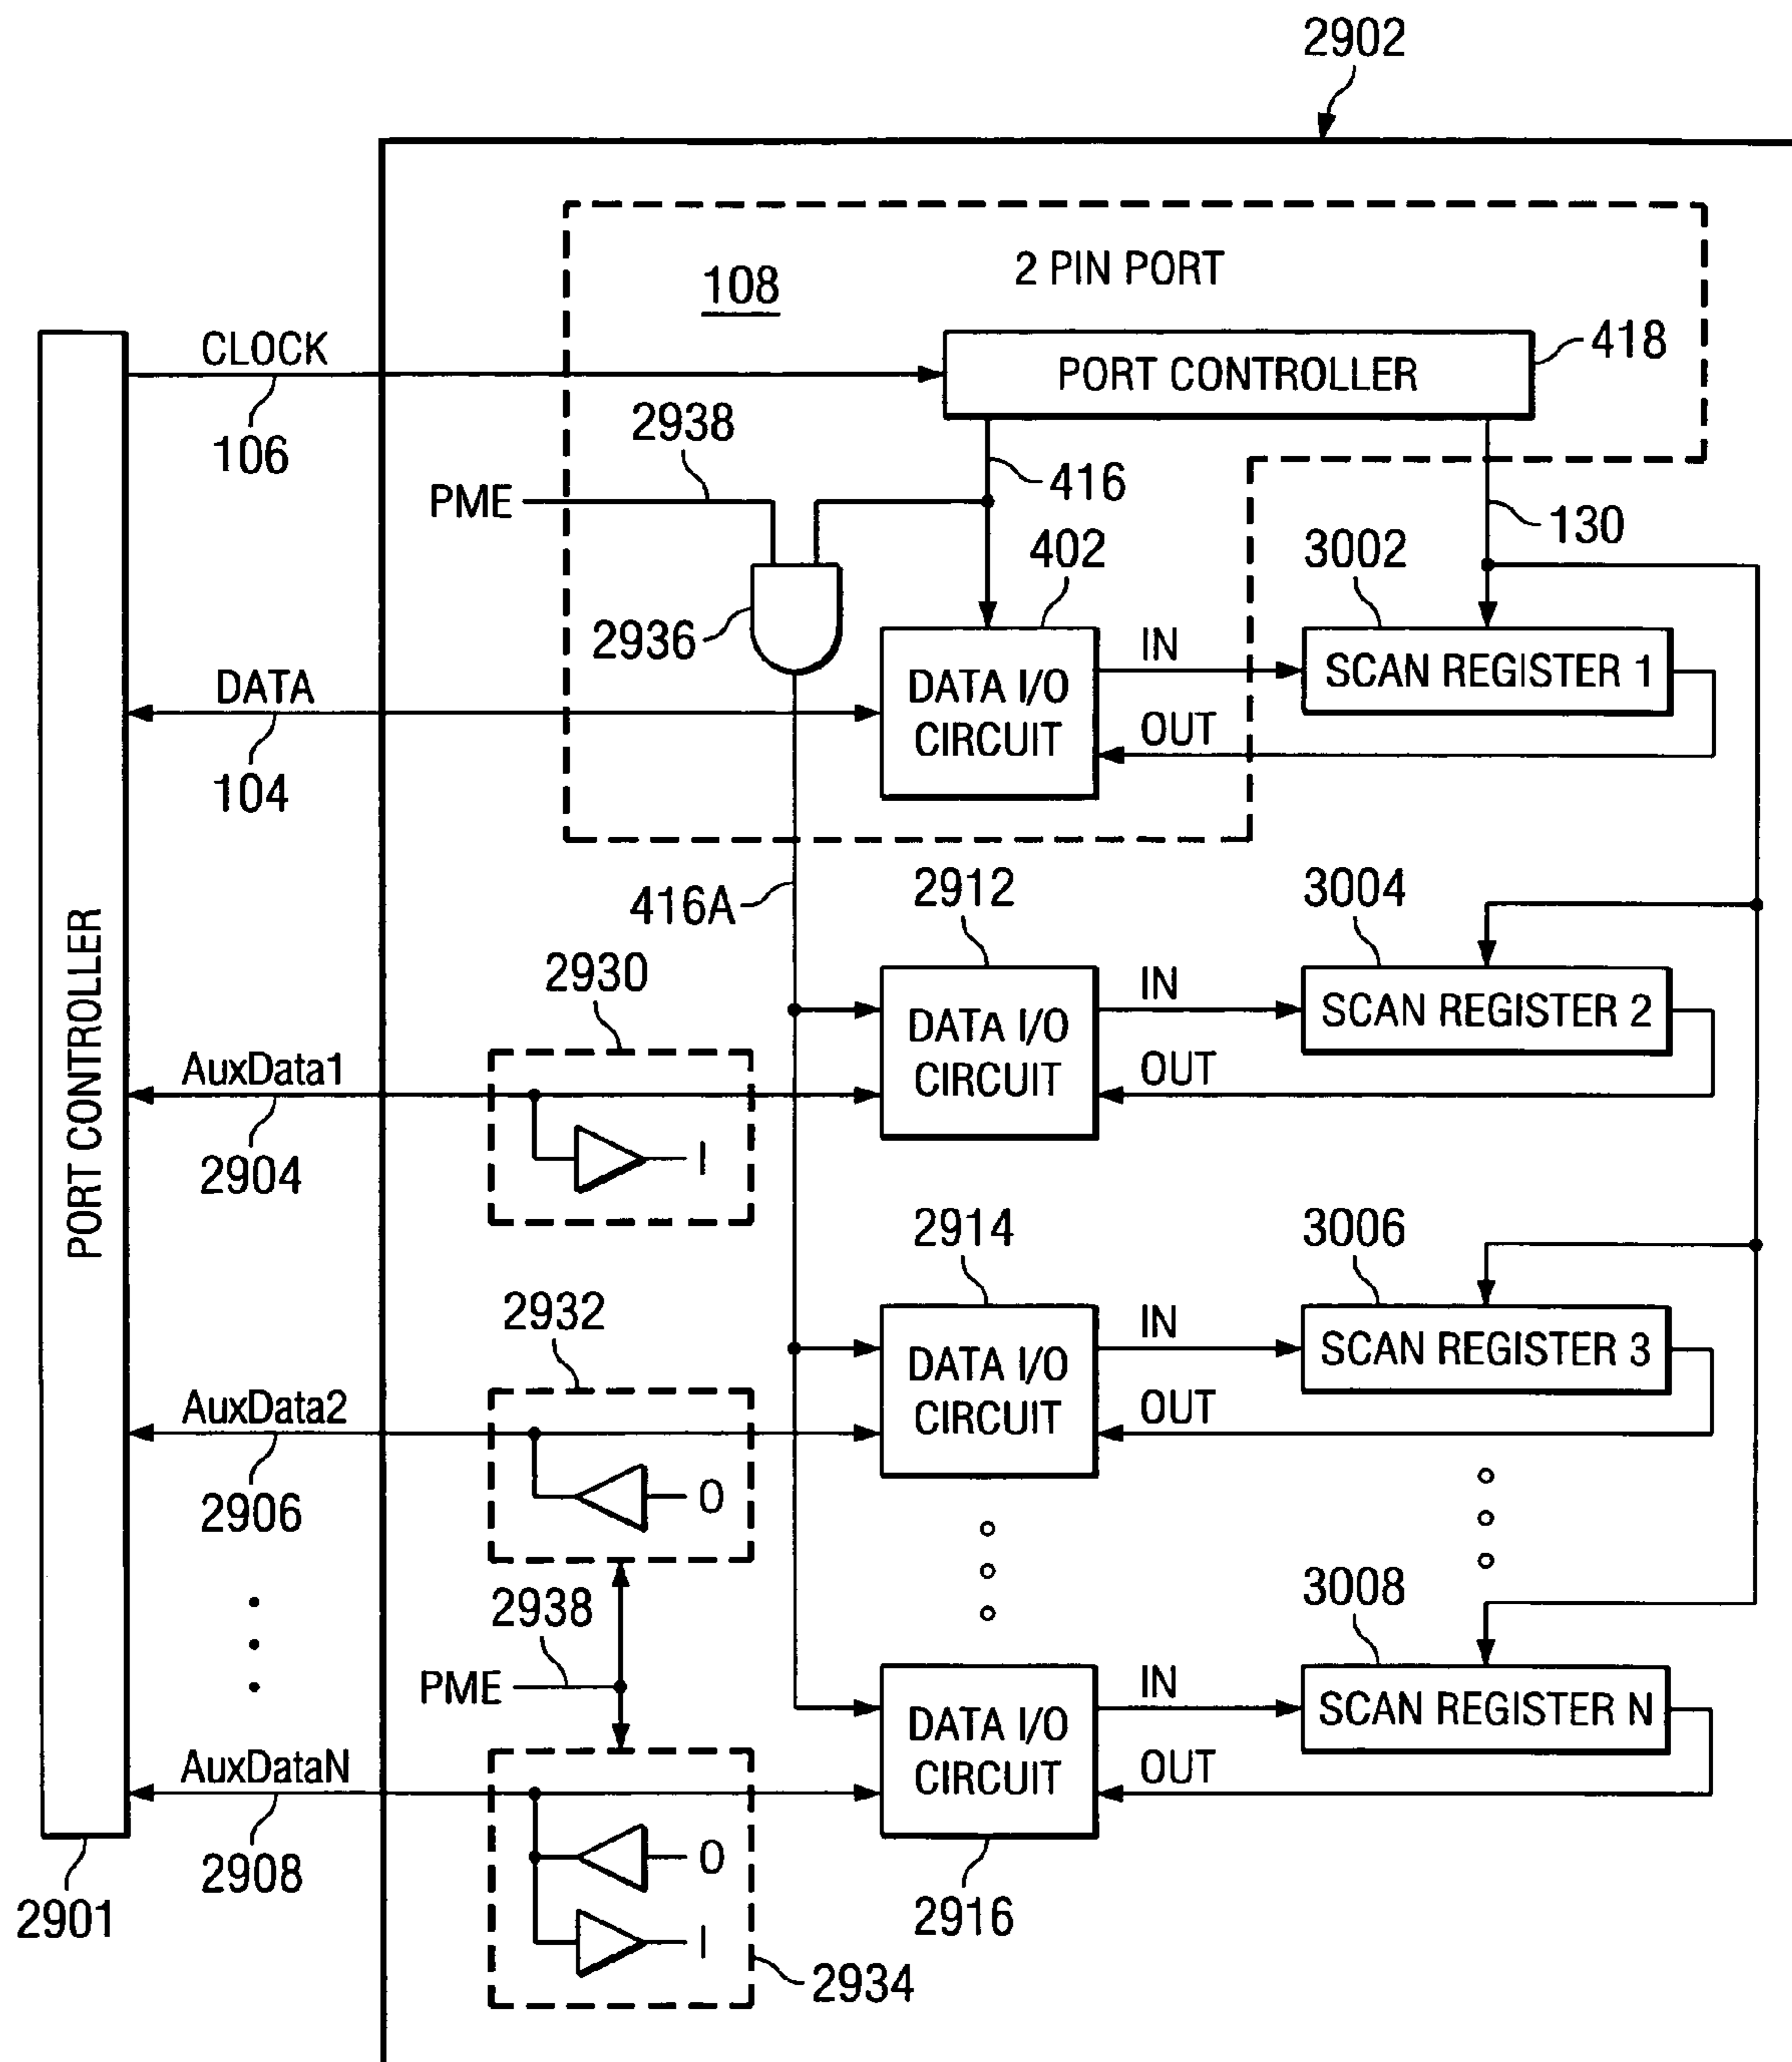 2902
2 PIN PORT
108
CLOCK
106
PORT CONTROLLER
418
2938
PME
416
130
402
3002
2936
DATA I/O
CIRCUIT
IN
OUT
SCAN REGISTER 1
DATA
104
416A
2912
3004
PORT CONTROLLER
2930
DATA I/O
CIRCUIT
IN
OUT
SCAN REGISTER 2
AuxData1
2904
I
2914
3006
2932
DATA I/O
CIRCUIT
IN
OUT
SCAN REGISTER 3
AuxData2
2906
O
2938
PME
3008
DATA I/O
CIRCUIT
IN
OUT
SCAN REGISTER N
AuxDataN
2908
O
I
2901
2916
2934